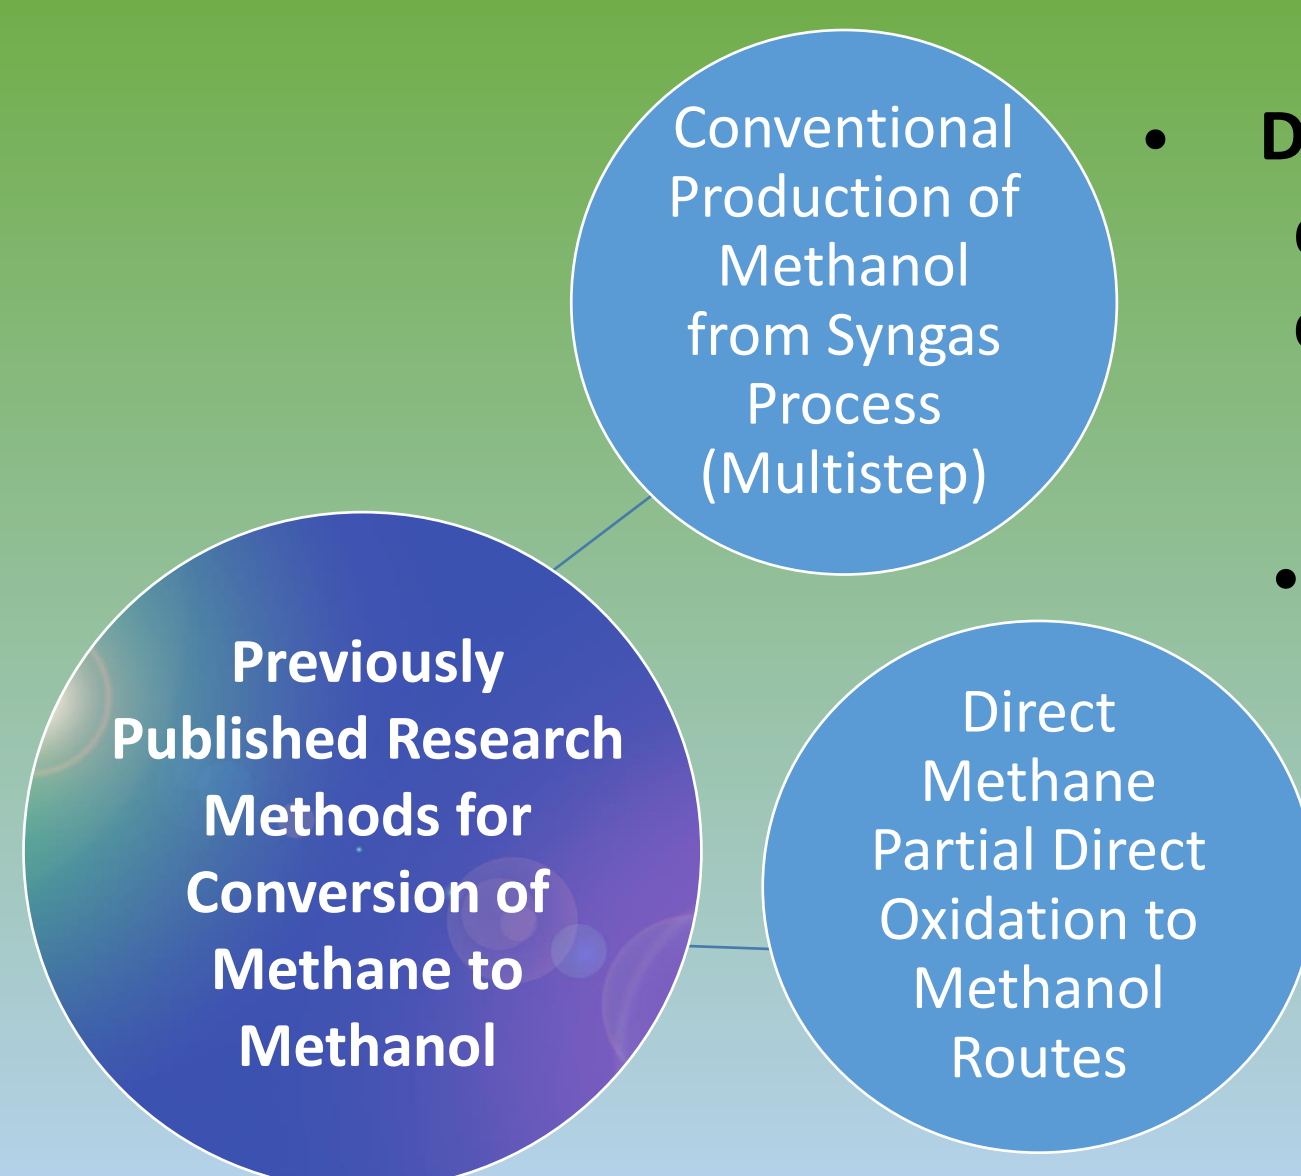 Conventional
Production of
Methanol
from Syngas
Process
(Multistep)
Previously
Published Research
Methods for
Conversion of
Methane to
Methanol
Direct
Methane
Partial Direct
Oxidation to
Methanol
Routes